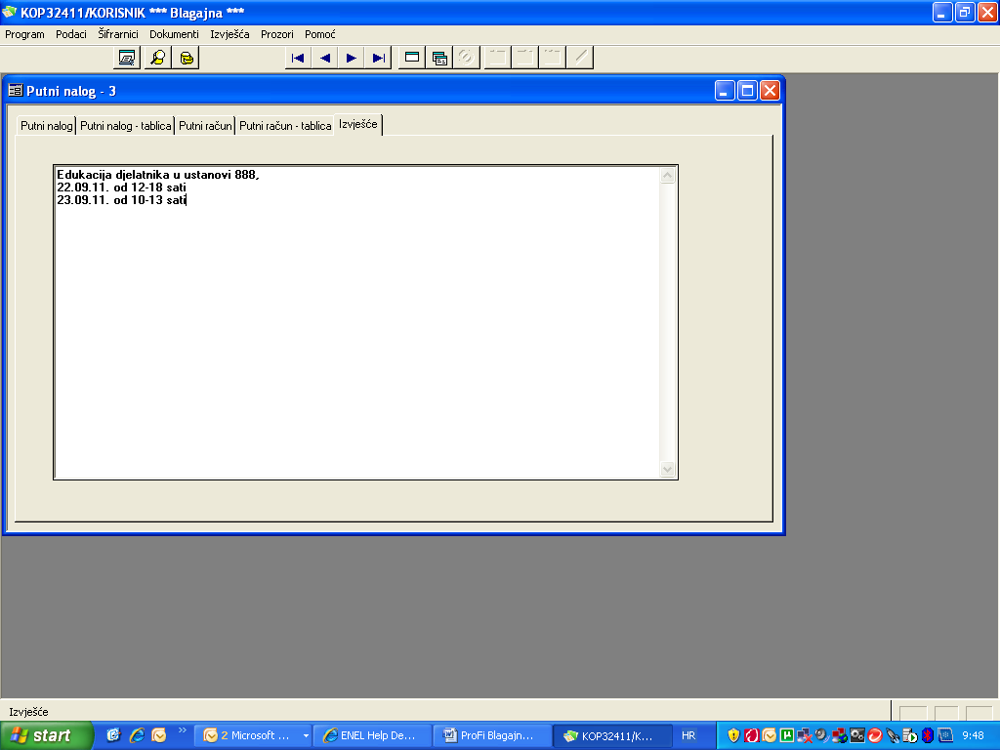 KOP32411/KORISNIK *** Blagajna ***
Program Podaci Šifrarnici Dokumenti Izvješća Prozori Pomoć
Putni nalog - 3
Putni nalog Putni nalog - tablica Putni račun Putni račun - tablica Izvješće
Edukacija djelatnika u ustanovi 888,
22.09.11. od 12-18 sati
23.09.11. od 10-13 sati
Izvješće
start 2 Microsoft ... ENEL Help De... ProFi Blagajn... KOP32411/K... HR 9:48